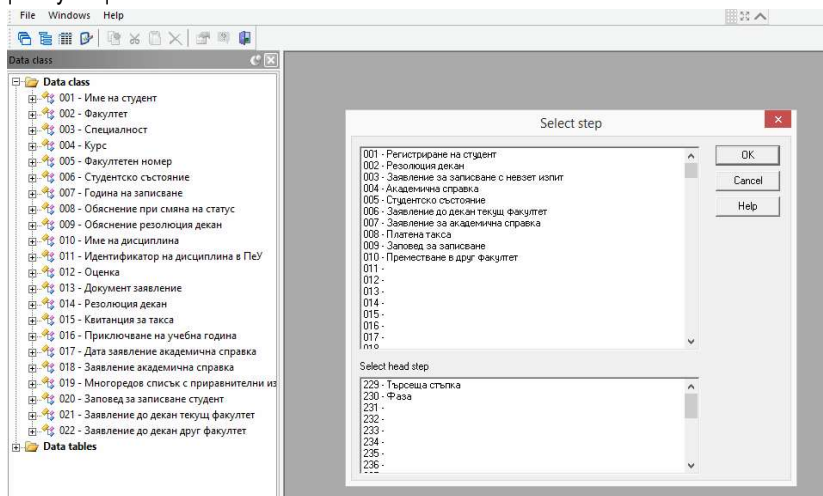 File Windows Help
Data class
Data class
001 - Име на студент
002 - Факултет
003 - Специалност
004 - Курс
005 - Факултетен номер
006 - Студентско състояние
007 - Година на записване
008 - Обяснение при смяна на статус
009 - Обяснение резолюция декан
010 - Име на дисциплина
011 - Идентификатор на дисциплина в ПеУ
012 - Оценка
013 - Документ заявление
014 - Резолюция декан
015 - Квитанция за такса
016 - Приключване на учебна година
017 - Дата заявление академична справка
018 - Заявление академична справка
019 - Многоредов списък с приравнителни из
020 - Заповед за записване студент
021 - Заявление до декан текущ факултет
022 - Заявление до декан друг факултет
Data tables
Select step
001 - Регистриране на студент
002 - Резолюция декан
003 - Заявление за записване с невзет изпит
004 - Академична справка
005 - Студентско състояние
006 - Заявление до декан текущ факултет
007 - Заявление за академична справка
008 - Платена такса
009 - Заповед за записване
010 - Преместване в друг факултет
011 -
012 -
013 -
014 -
015 -
016 -
017 -
OK
Cancel
Help
Select head step
229 - Търсеща стъпка
230 - Фаза
231 -
232 -
233 -
234 -
235 -
236 -